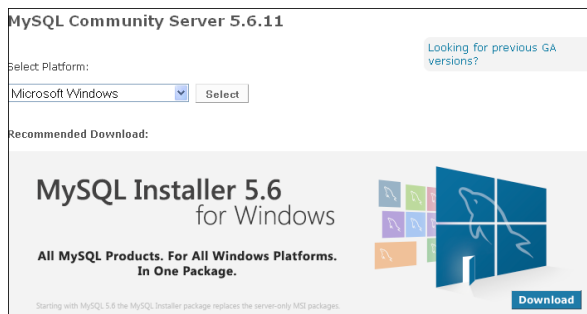 MySQL Community Server 5.6.11
Looking for previous GA
versions?
Select Platform:
Microsoft Windows
Select
Recommended Download:
MySQL Installer 5.6
for Windows
All MySQL Products. For All Windows Platforms.
In One Package.
Starting with MySQL 5.6 the MySQL Installer package replaces the server-only MSI packages.
Download